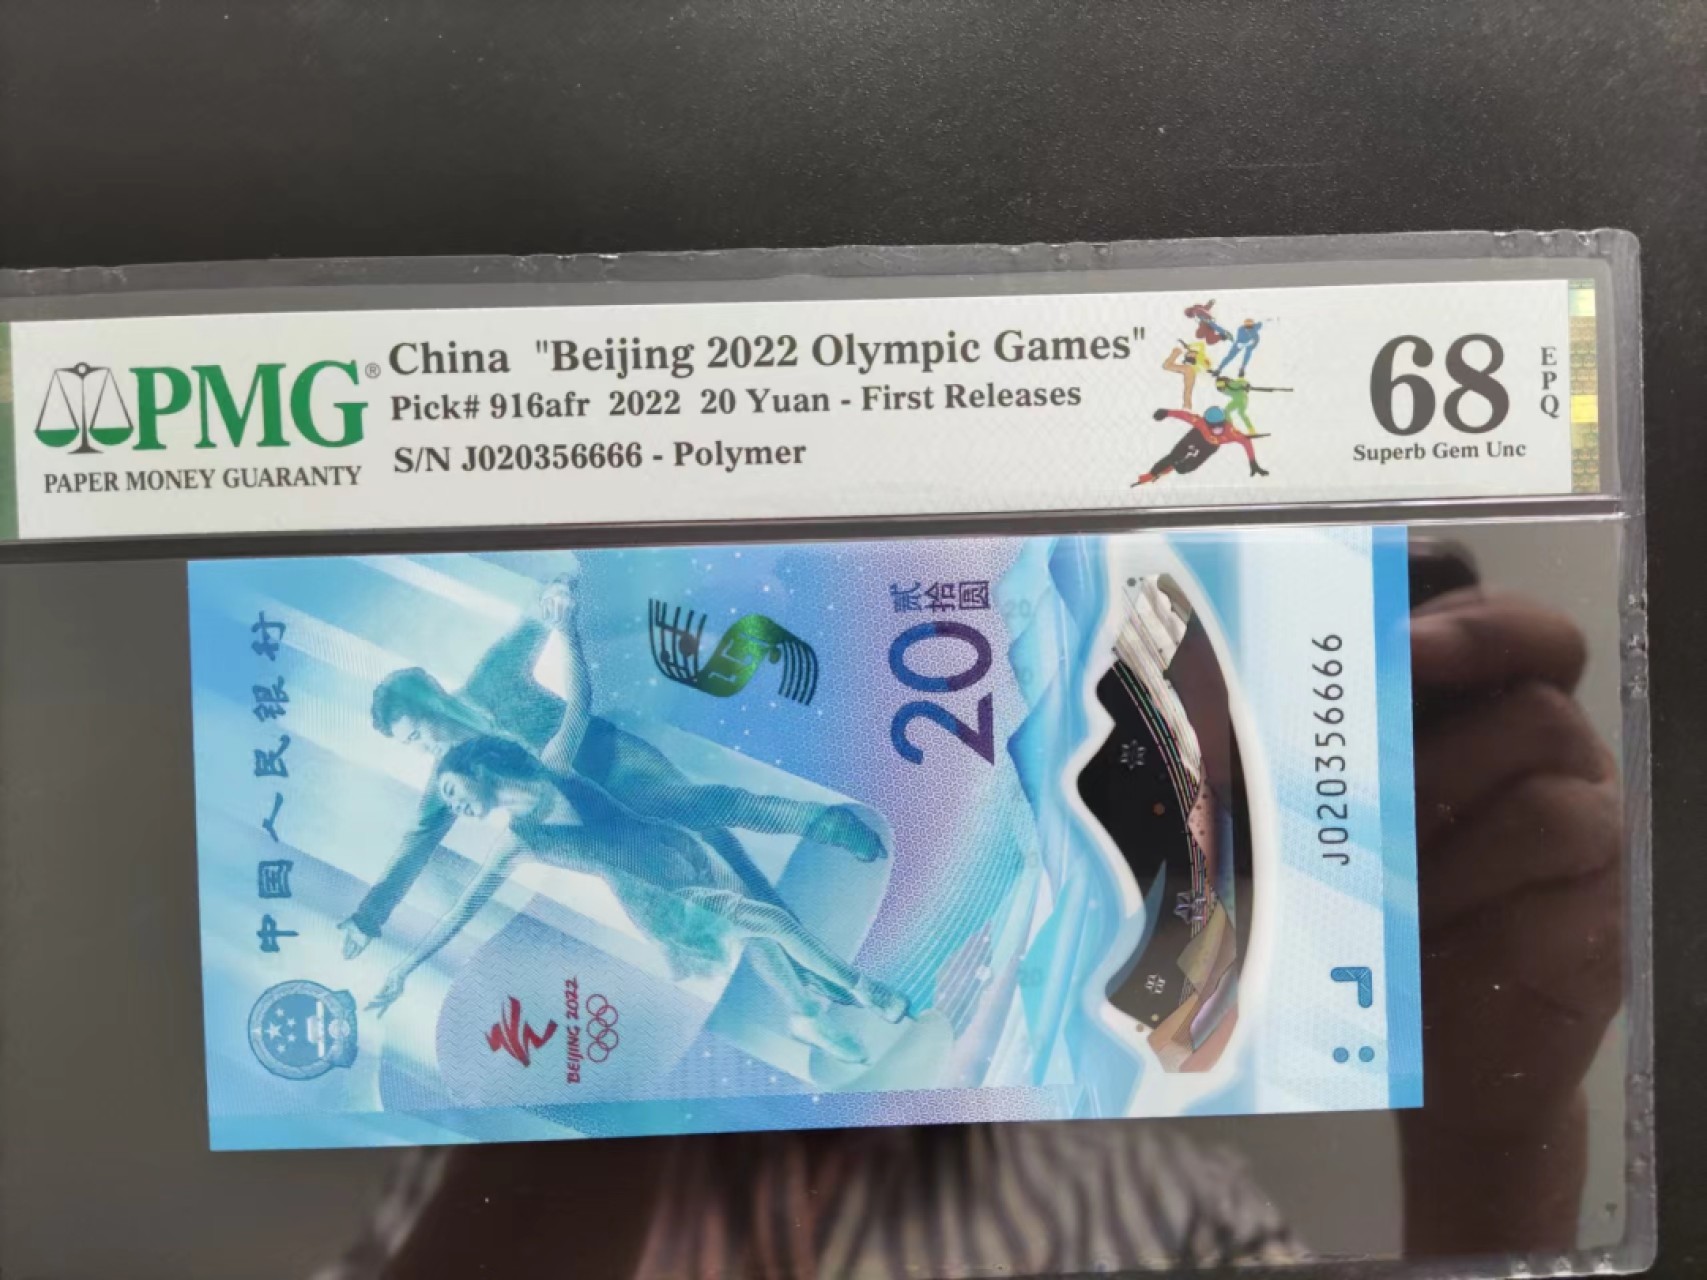 PMG®
PAPER MONEY GUARANTY
China "Beijing 2022 Olympic Games"
Pick# 916afr 2022 20 Yuan - First Releases
S/N J020356666 - Polymer
68
EPQ
Superb Gem Unc
中国人民银行
贰拾圆
20
BEIJING 2022
J020356666